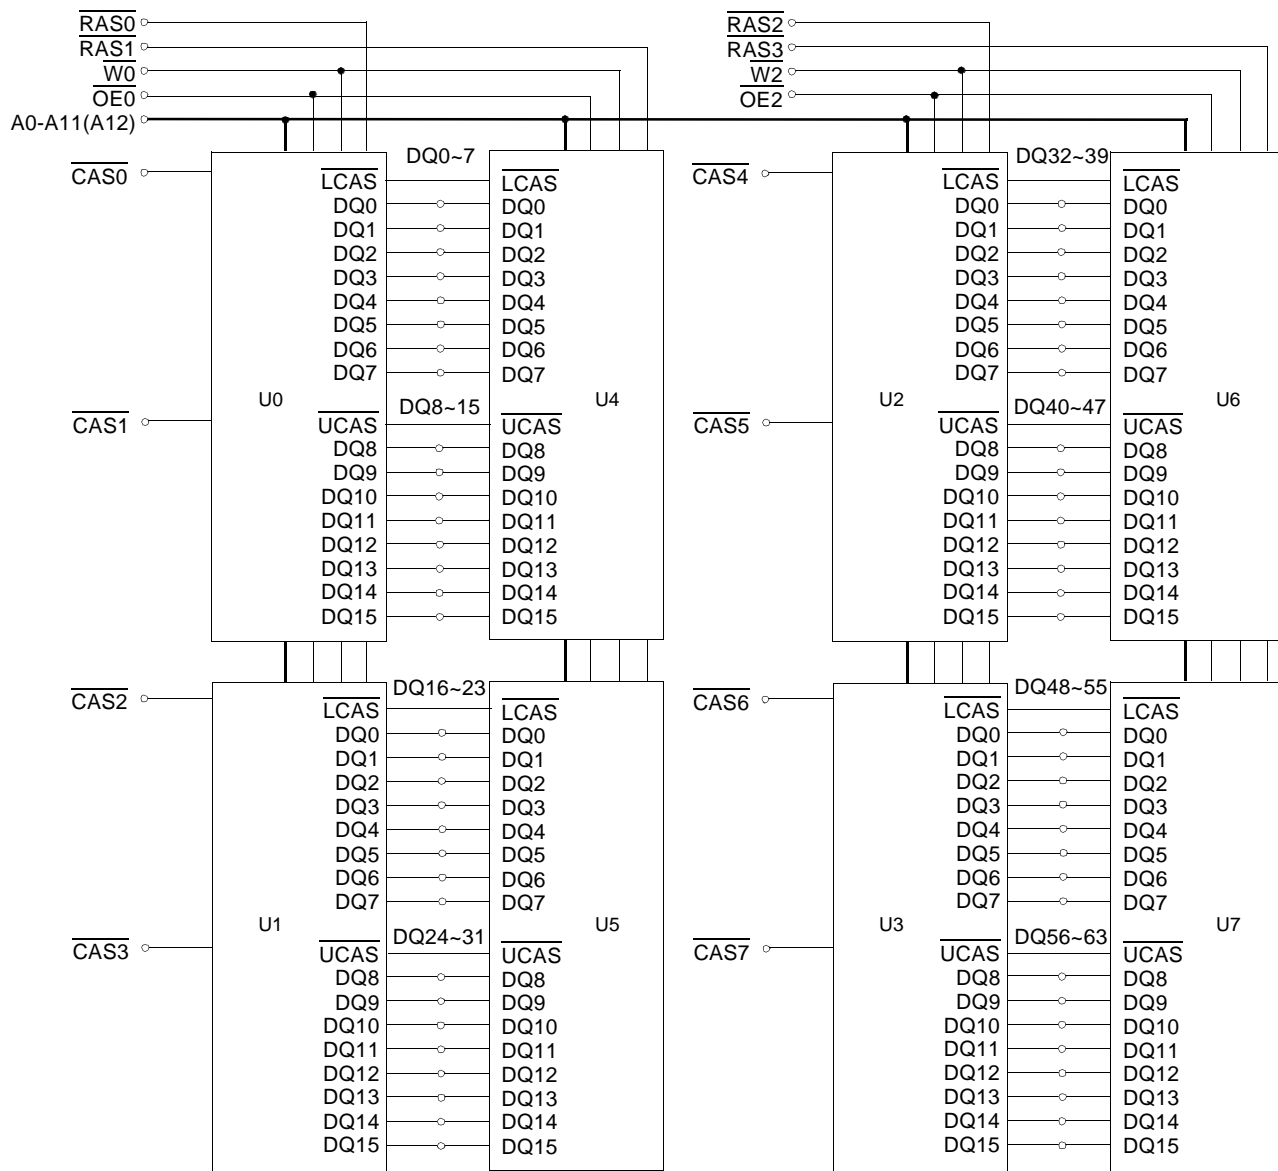 RAS0
RAS1
W0
OE0
A0-A11(A12)
RAS2
RAS3
W2
OE2
CAS0
CAS1
LCAS
DQ0
DQ1
DQ2
DQ3
DQ4
DQ5
DQ6
DQ7
U0
UCAS
DQ8
DQ9
DQ10
DQ11
DQ12
DQ13
DQ14
DQ15
DQ0~7
DQ8~15
LCAS
DQ0
DQ1
DQ2
DQ3
DQ4
DQ5
DQ6
DQ7
U4
UCAS
DQ8
DQ9
DQ10
DQ11
DQ12
DQ13
DQ14
DQ15
CAS4
CAS5
LCAS
DQ0
DQ1
DQ2
DQ3
DQ4
DQ5
DQ6
DQ7
U2
UCAS
DQ8
DQ9
DQ10
DQ11
DQ12
DQ13
DQ14
DQ15
DQ32~39
DQ40~47
LCAS
DQ0
DQ1
DQ2
DQ3
DQ4
DQ5
DQ6
DQ7
U6
UCAS
DQ8
DQ9
DQ10
DQ11
DQ12
DQ13
DQ14
DQ15
CAS2
CAS3
LCAS
DQ0
DQ1
DQ2
DQ3
DQ4
DQ5
DQ6
DQ7
U1
UCAS
DQ8
DQ9
DQ10
DQ11
DQ12
DQ13
DQ14
DQ15
DQ16~23
DQ24~31
LCAS
DQ0
DQ1
DQ2
DQ3
DQ4
DQ5
DQ6
DQ7
U5
UCAS
DQ8
DQ9
DQ10
DQ11
DQ12
DQ13
DQ14
DQ15
CAS6
CAS7
LCAS
DQ0
DQ1
DQ2
DQ3
DQ4
DQ5
DQ6
DQ7
U3
UCAS
DQ8
DQ9
DQ10
DQ11
DQ12
DQ13
DQ14
DQ15
DQ48~55
DQ56~63
LCAS
DQ0
DQ1
DQ2
DQ3
DQ4
DQ5
DQ6
DQ7
U7
UCAS
DQ8
DQ9
DQ10
DQ11
DQ12
DQ13
DQ14
DQ15